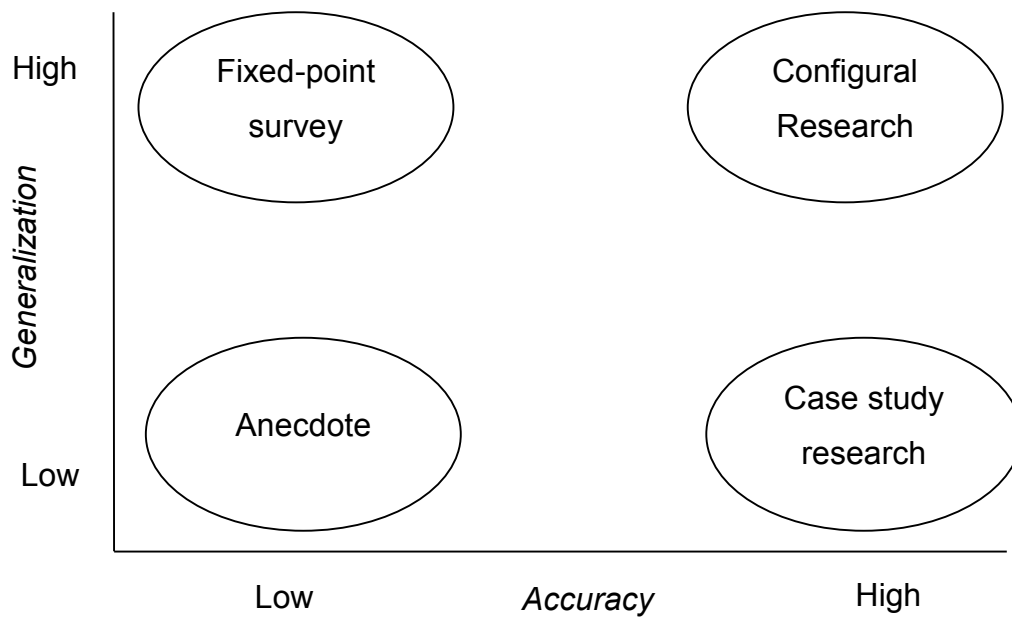 High
Fixed-point
survey
Configural
Research
Generalization
Anecdote
Case study
research
Low
Low
Accuracy
High